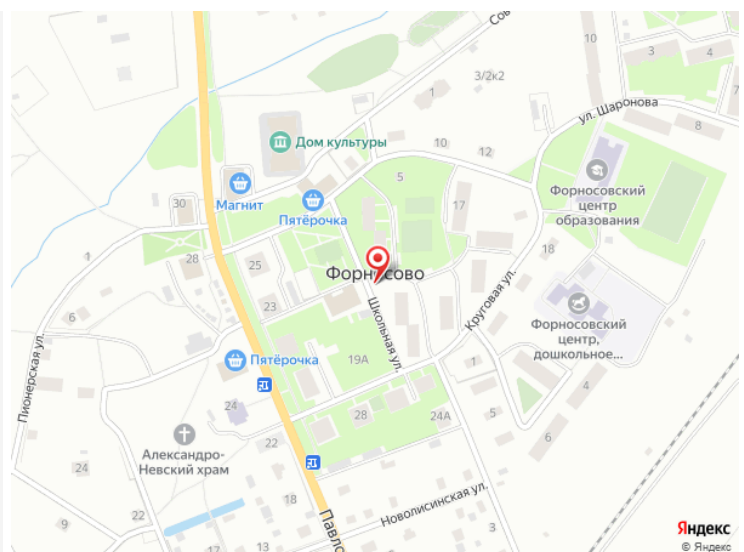 Сов
10
3
4
3/2к2
1
ул. Шаронова
8
Дом культуры
10
12
Магнит
Пятёрочка
5
17
Форносовский
центр
образования
30
1
28
25
18
Форносово
23
Школьная ул.
Круговая ул.
6
Пионерская ул.
Пятёрочка
19А
1
Форносовский
центр,
дошкольное...
4
24
28
24А
5
6
Александро-
Невский храм
22
24
9
18
Новолисинская ул.
3
Павло
Яндекс
© Яндекс